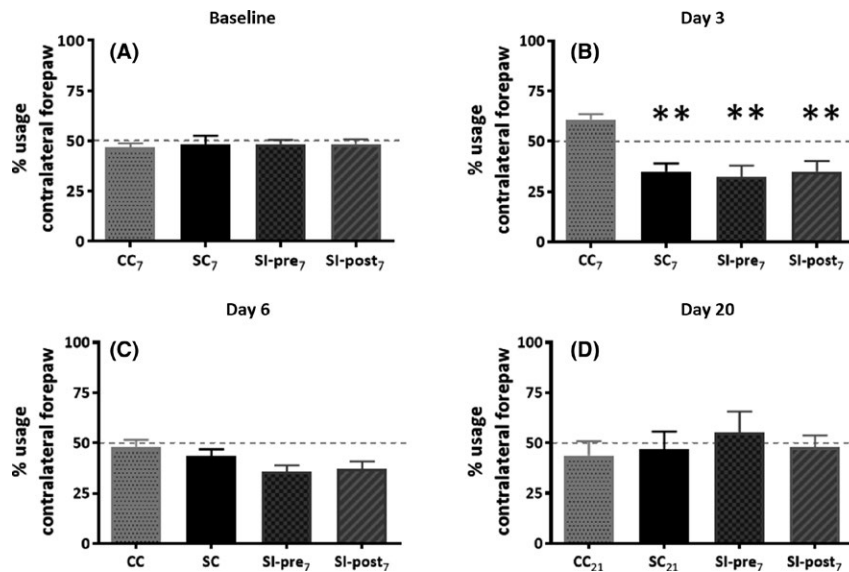 Baseline
(A)
% usage
contralateral forepaw
100
75
50
25
0
CC7 SC7 SI-pre7 SI-post7
Day 3
(B)
% usage
contralateral forepaw
100
75
50
25
0
** ** **
CC7 SC7 SI-pre7 SI-post7
Day 6
(C)
% usage
contralateral forepaw
100
75
50
25
0
CC SC SI-pre7 SI-post7
Day 20
(D)
% usage
contralateral forepaw
100
75
50
25
0
CC21 SC21 SI-pre7 SI-post7